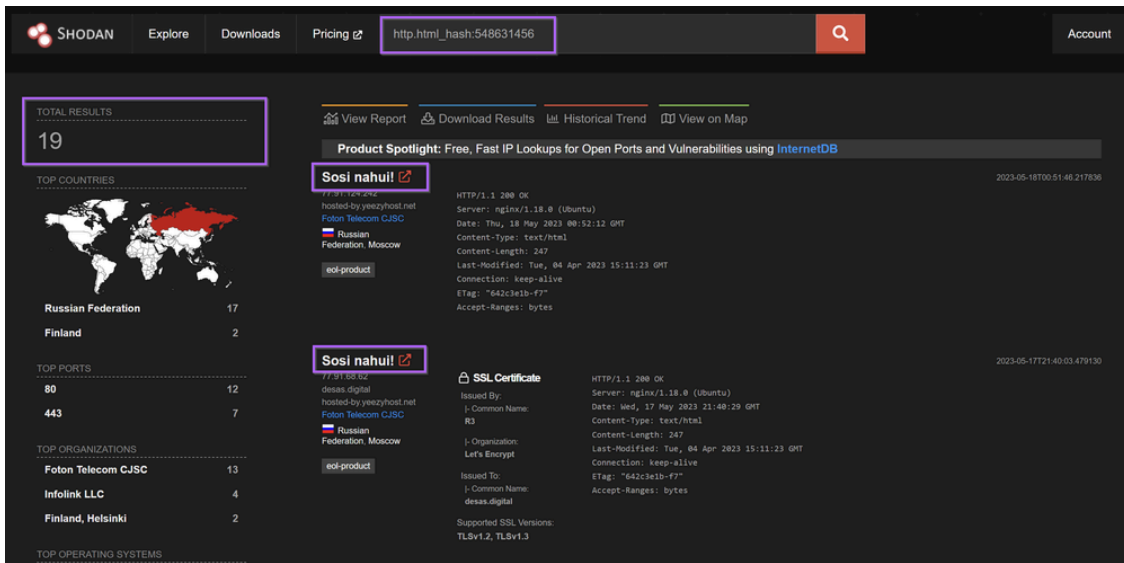 SHODAN Explore Downloads Pricing http.html_hash:548631456 Account
TOTAL RESULTS
19
TOP COUNTRIES
Russian Federation 17
Finland 2
TOP PORTS
80 12
443 7
TOP ORGANIZATIONS
Foton Telecom CJSC 13
Infolink LLC 4
Finland, Helsinki 2
TOP OPERATING SYSTEMS
View Report Download Results Historical Trend View on Map
Product Spotlight: Free, Fast IP Lookups for Open Ports and Vulnerabilities using InternetDB
Sosi nahui!
2023-05-18T00:51:46.217836
77.91.124.242
hosted-by.yeezyhost.net
Foton Telecom CJSC
Russian
Federation, Moscow
eol-product
HTTP/1.1 200 OK
Server: nginx/1.18.0 (Ubuntu)
Date: Thu, 18 May 2023 00:52:12 GMT
Content-Type: text/html
Content-Length: 247
Last-Modified: Tue, 04 Apr 2023 15:11:23 GMT
Connection: keep-alive
ETag: "642c3e1b-f7"
Accept-Ranges: bytes
Sosi nahui!
2023-05-17T21:40:03.479130
77.91.68.62
desas.digital
hosted-by.yeezyhost.net
Foton Telecom CJSC
Russian
Federation, Moscow
eol-product
SSL Certificate
Issued By:
|- Common Name:
R3
|- Organization:
Let's Encrypt
Issued To:
|- Common Name:
desas.digital
Supported SSL Versions:
TLSv1.2, TLSv1.3
HTTP/1.1 200 OK
Server: nginx/1.18.0 (Ubuntu)
Date: Wed, 17 May 2023 21:40:29 GMT
Content-Type: text/html
Content-Length: 247
Last-Modified: Tue, 04 Apr 2023 15:11:23 GMT
Connection: keep-alive
ETag: "642c3e1b-f7"
Accept-Ranges: bytes